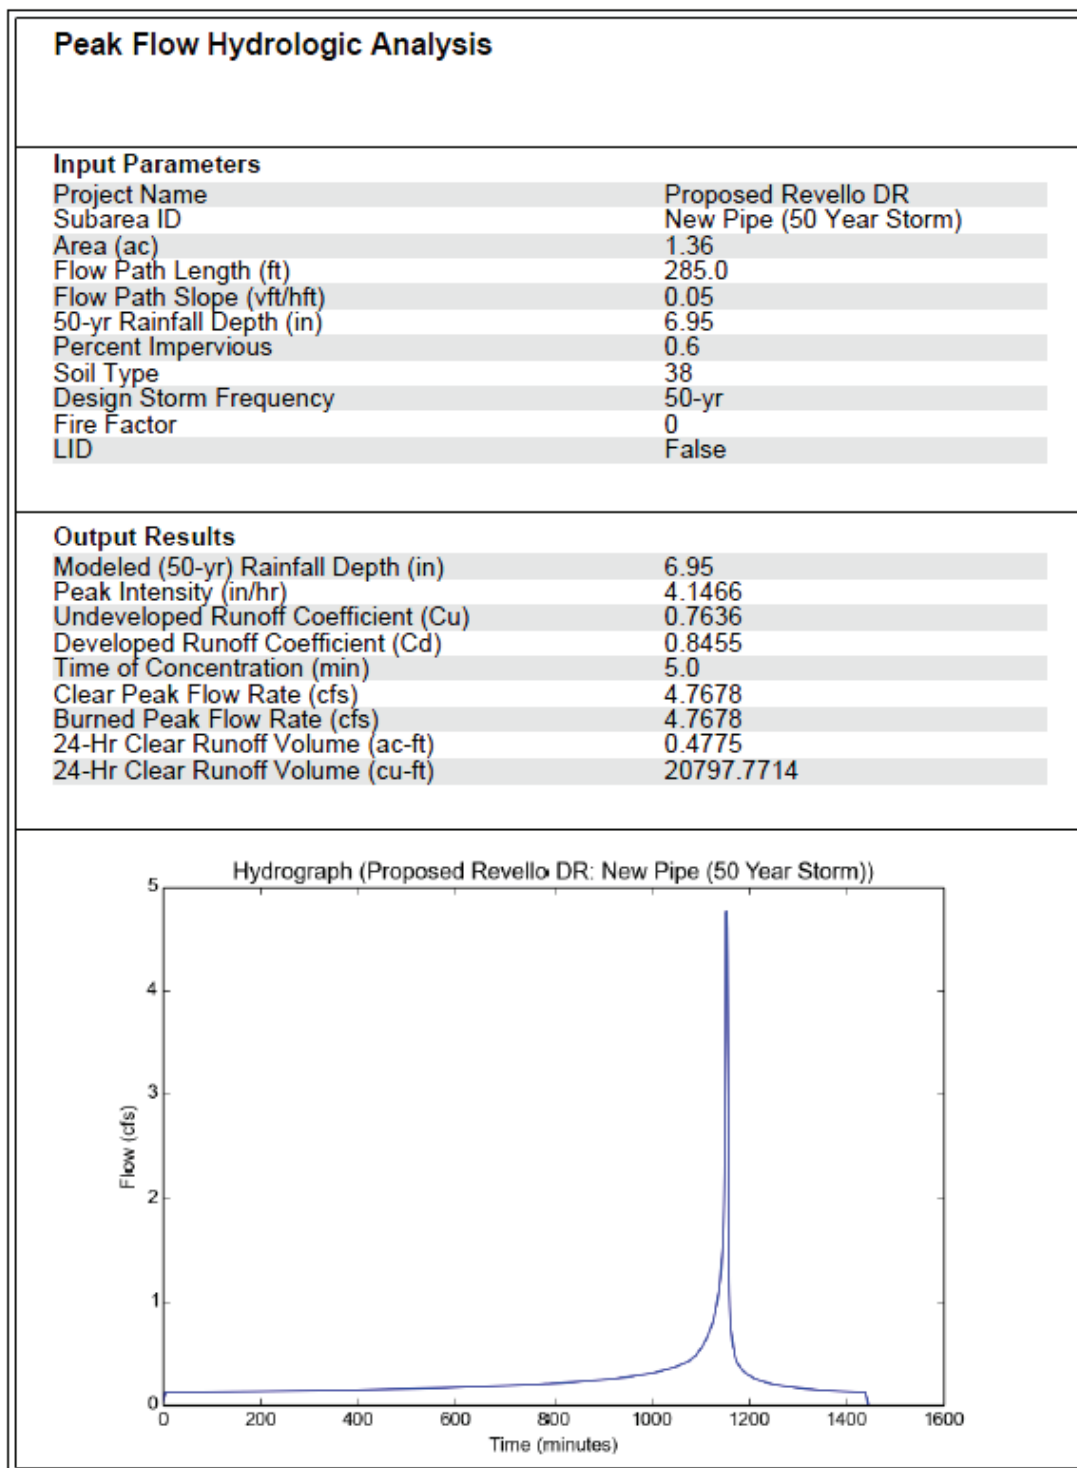 Peak Flow Hydrologic Analysis
Input Parameters
Project Name Proposed Revello DR
Subarea ID New Pipe (50 Year Storm)
Area (ac) 1.36
Flow Path Length (ft) 285.0
Flow Path Slope (vft/hft) 0.05
50-yr Rainfall Depth (in) 6.95
Percent Impervious 0.6
Soil Type 38
Design Storm Frequency 50-yr
Fire Factor 0
LID False
Output Results
Modeled (50-yr) Rainfall Depth (in) 6.95
Peak Intensity (in/hr) 4.1466
Undeveloped Runoff Coefficient (Cu) 0.7636
Developed Runoff Coefficient (Cd) 0.8455
Time of Concentration (min) 5.0
Clear Peak Flow Rate (cfs) 4.7678
Burned Peak Flow Rate (cfs) 4.7678
24-Hr Clear Runoff Volume (ac-ft) 0.4775
24-Hr Clear Runoff Volume (cu-ft) 20797.7714
Hydrograph (Proposed Revello DR: New Pipe (50 Year Storm))
5
4
3
2
1
0
Flow (cfs)
0 200 400 600 800 1000 1200 1400 1600
Time (minutes)